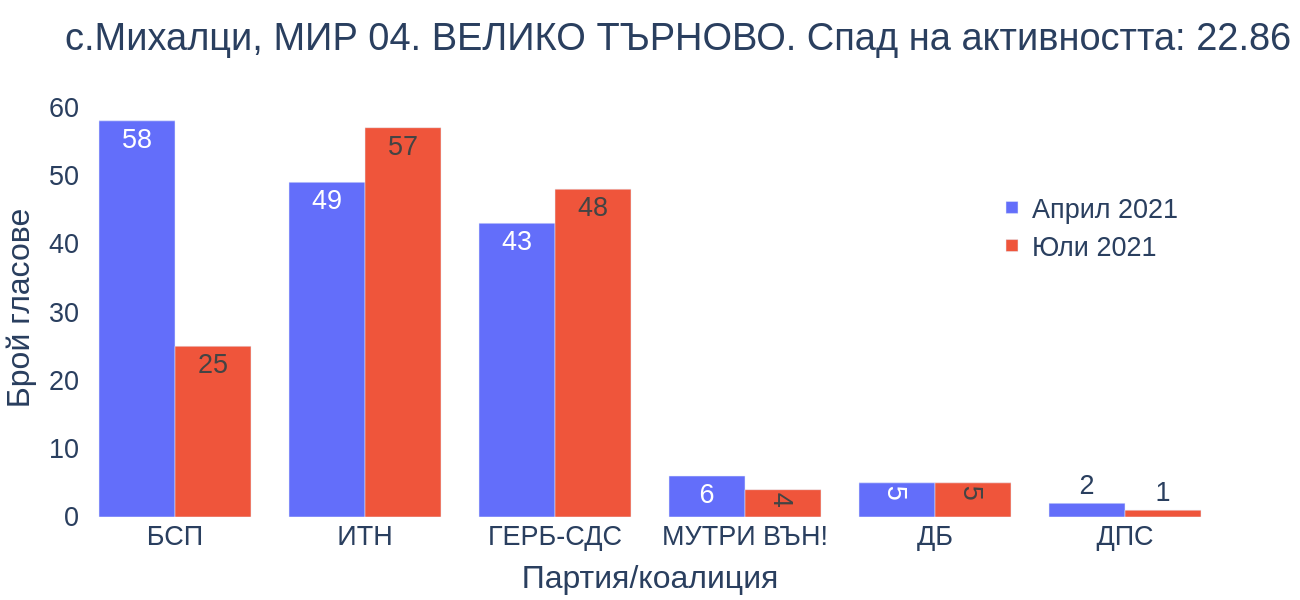 с.Михалци, МИР 04. ВЕЛИКО ТЪРНОВО. Спад на активността: 22.86
60
50
40
30
20
10
0
Брой гласове
58
25
49
57
43
48
6
4
5
5
2
1
Април 2021
Юли 2021
БСП
ИТН
ГЕРБ-СДС
МУТРИ ВЪН!
ДБ
ДПС
Партия/коалиция